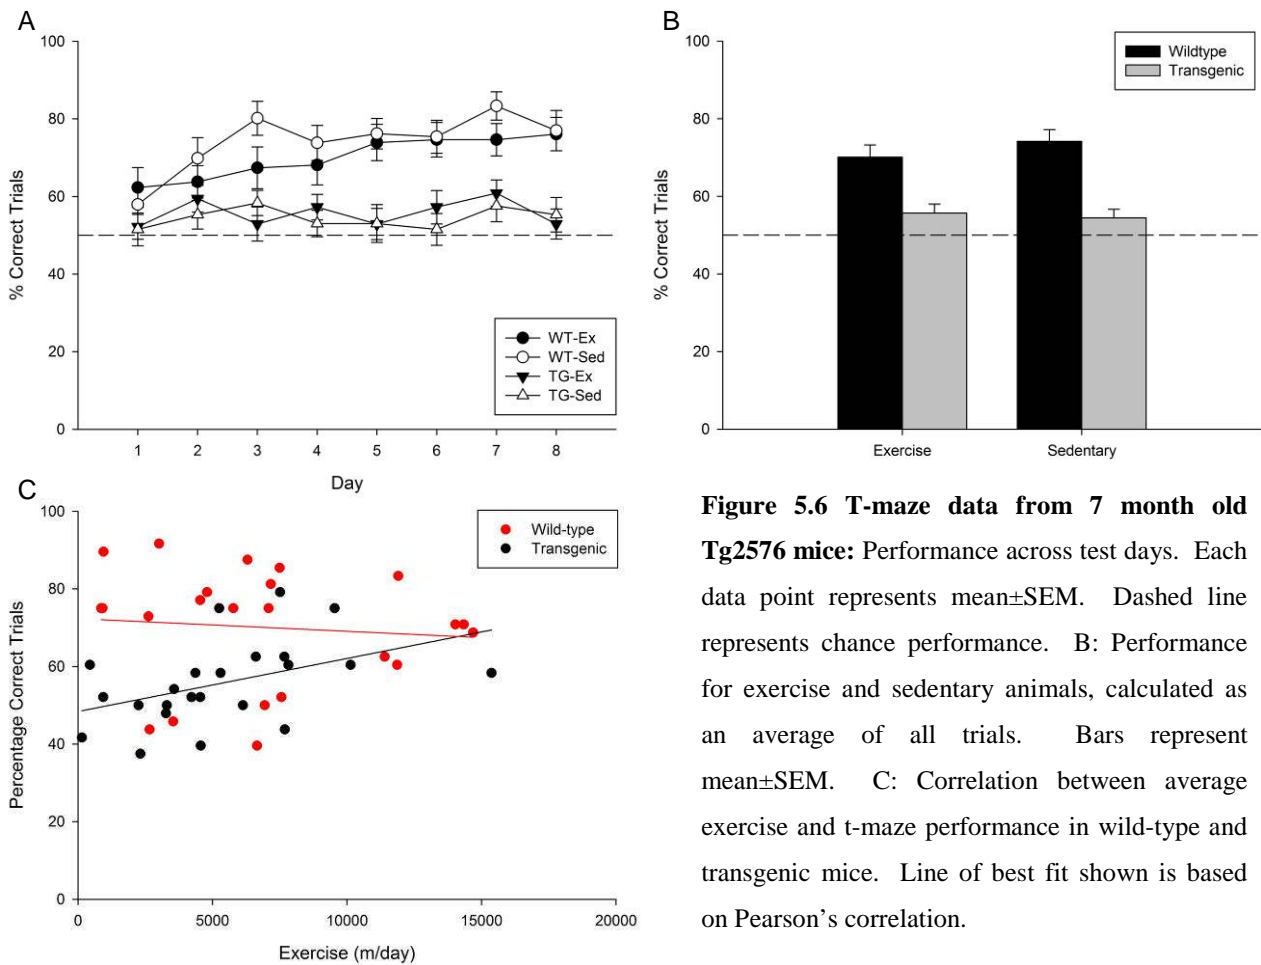 A
100
80
60
40
20
0
% Correct Trials
1 2 3 4 5 6 7 8
Day
WT-Ex
WT-Sed
TG-Ex
TG-Sed
B
100
80
60
40
20
0
% Correct Trials
Exercise Sedentary
Wildtype
Transgenic
C
100
80
60
40
20
0
Percentage Correct Trials
0 5000 10000 15000 20000
Exercise (m/day)
Wild-type
Transgenic
Figure 5.6 T-maze data from 7 month old
Tg2576 mice: Performance across test days. Each
data point represents mean±SEM. Dashed line
represents chance performance. B: Performance
for exercise and sedentary animals, calculated as
an average of all trials. Bars represent
mean±SEM. C: Correlation between average
exercise and t-maze performance in wild-type and
transgenic mice. Line of best fit shown is based
on Pearson's correlation.